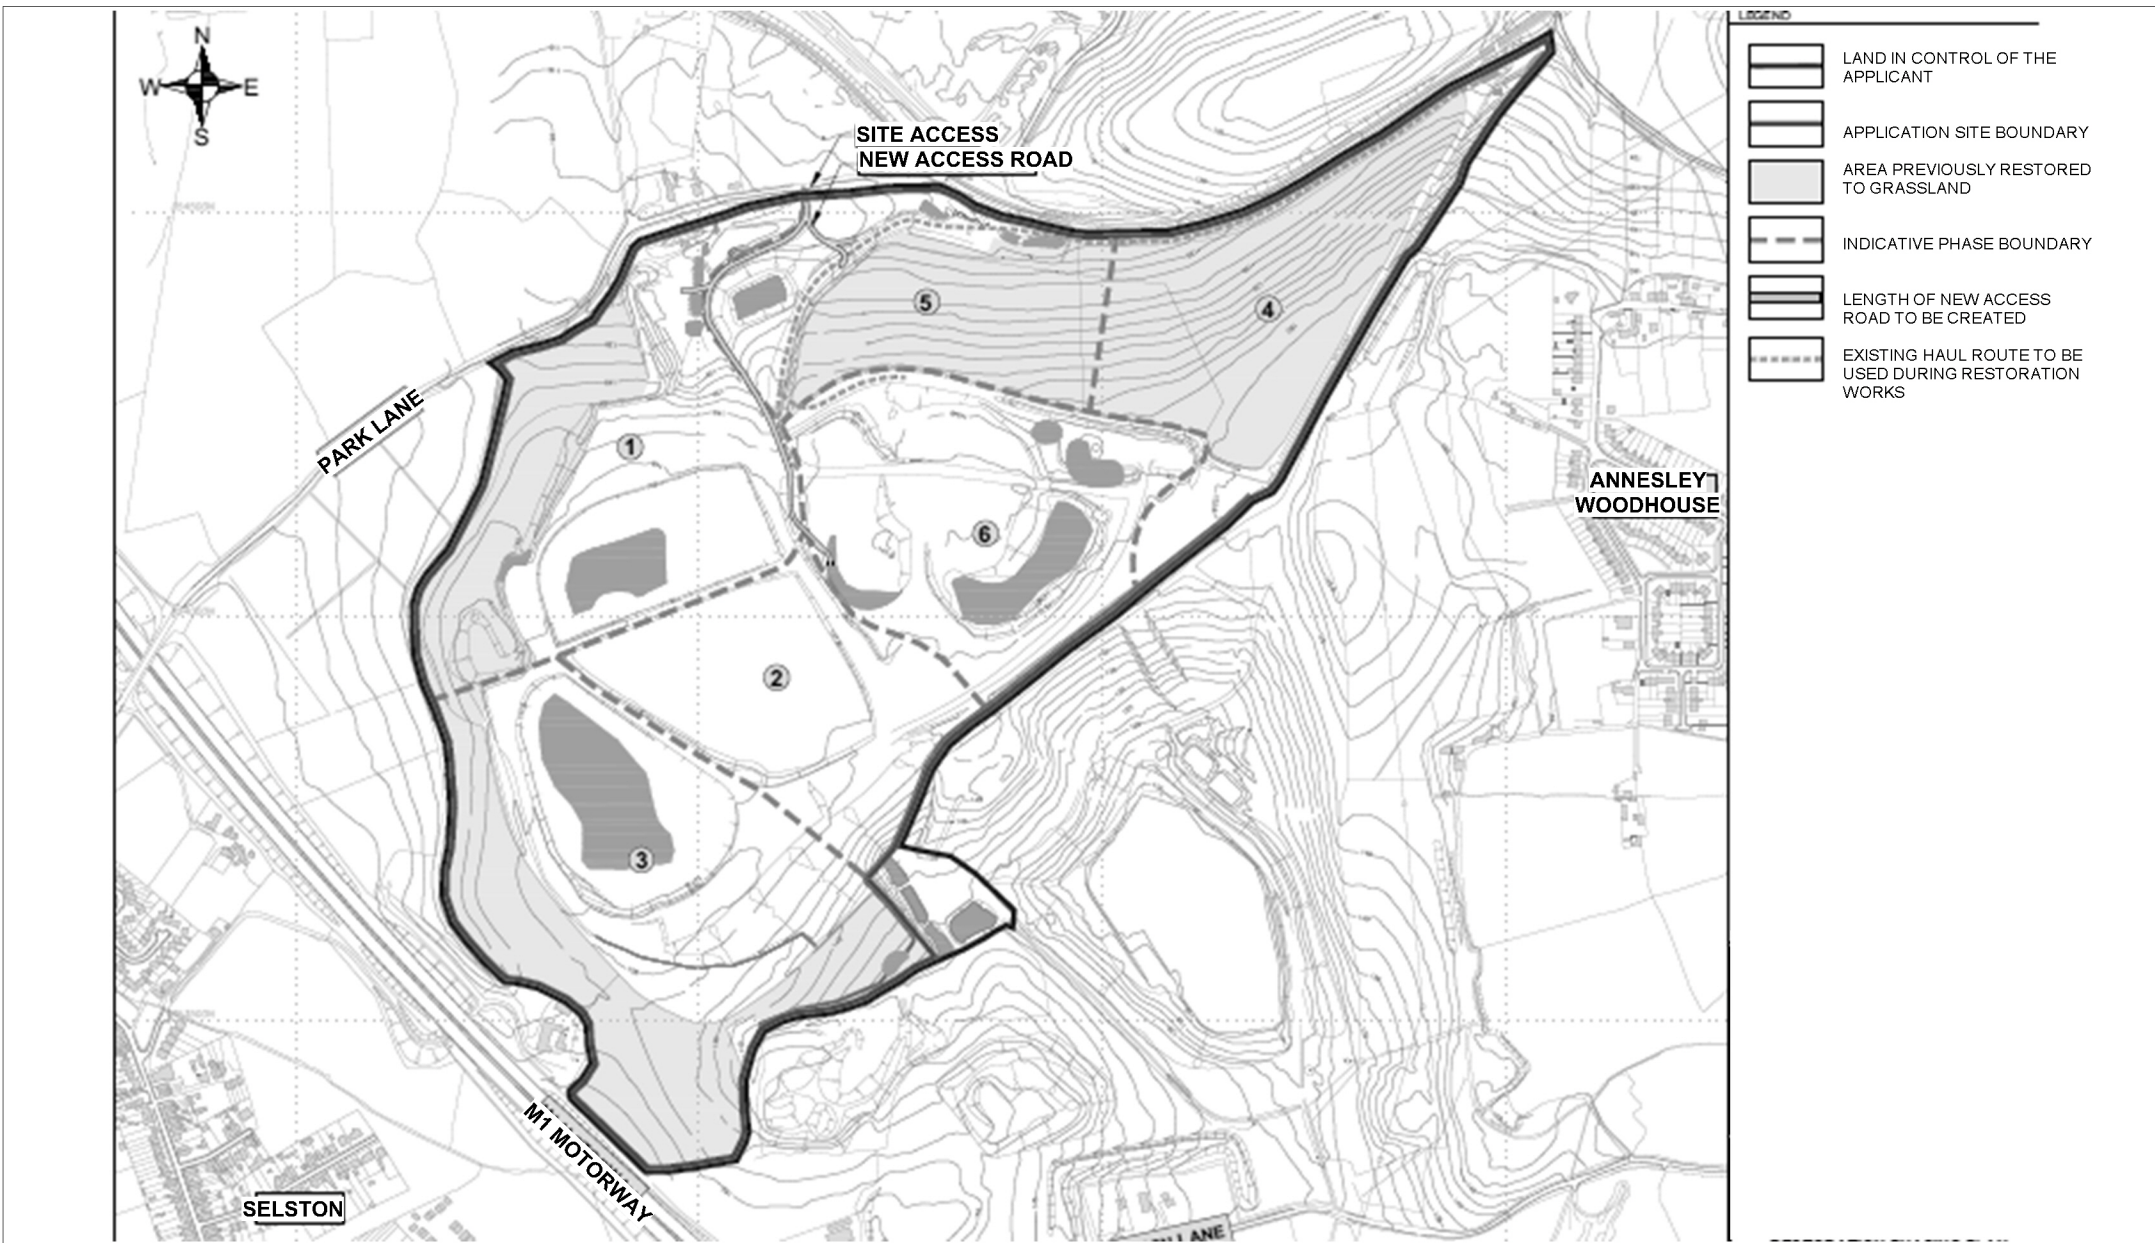 LEGEND
N
W
E
S
SITE ACCESS
NEW ACCESS ROAD
LAND IN CONTROL OF THE
APPLICANT
APPLICATION SITE BOUNDARY
AREA PREVIOUSLY RESTORED
TO GRASSLAND
INDICATIVE PHASE BOUNDARY
LENGTH OF NEW ACCESS
ROAD TO BE CREATED
EXISTING HAUL ROUTE TO BE
USED DURING RESTORATION
WORKS
5
4
PARK LANE
1
ANNESLEY
WOODHOUSE
6
2
3
M1 MOTORWAY
SELSTON
LANE